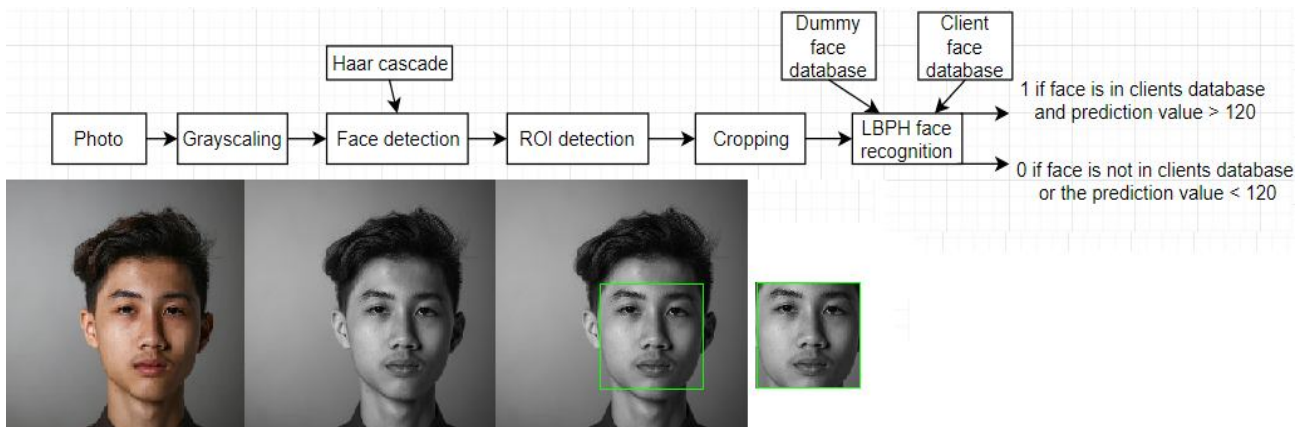 Dummy
face
database
Client
face
database
Haar cascade
1 if face is in clients database
and prediction value > 120
Photo
Grayscaling
Face detection
ROI detection
Cropping
LBPH face
recognition
0 if face is not in clients database
or the prediction value < 120